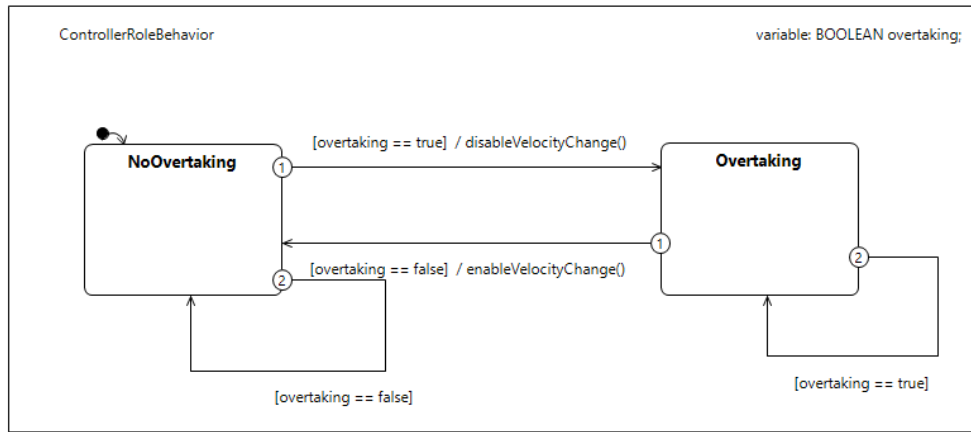 ControllerRoleBehavior
variable: BOOLEAN overtaking;
[overtaking == true] / disableVelocityChange()
NoOvertaking
1
Overtaking
1
2
[overtaking == false] / enableVelocityChange()
2
[overtaking == true]
[overtaking == false]